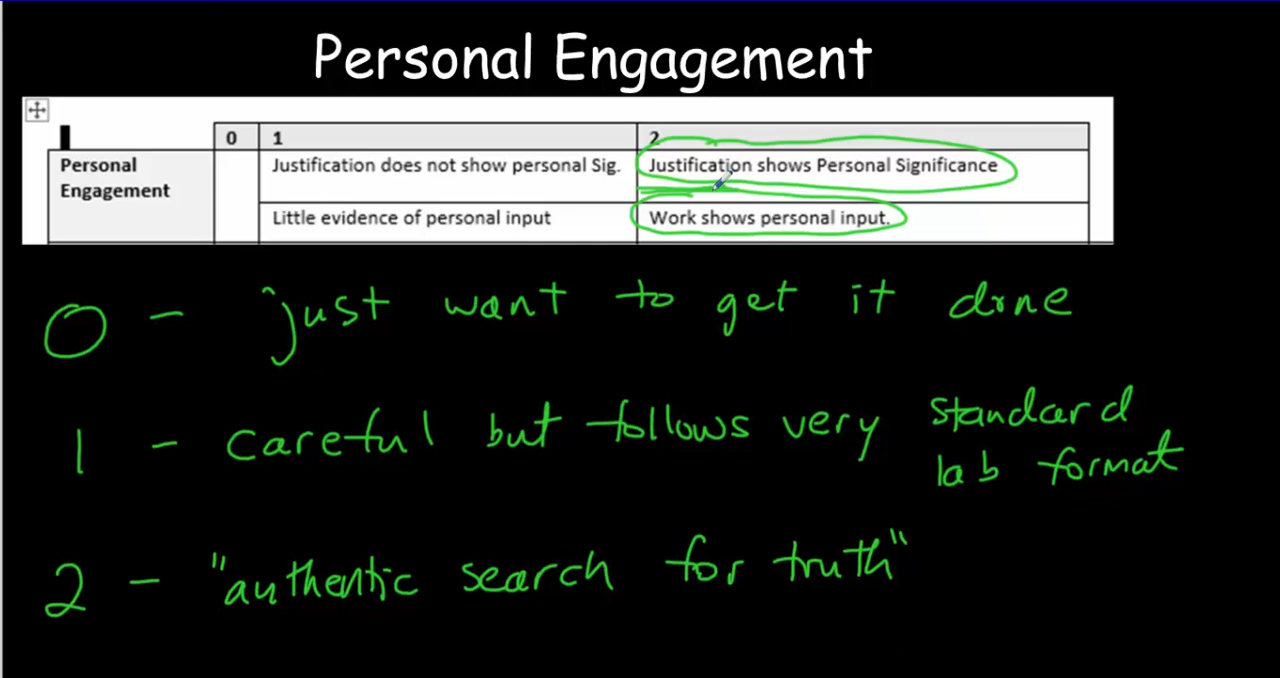 Personal Engagement
0 1 2
Personal Engagement
Justification does not show personal Sig. Justification shows Personal Significance
Little evidence of personal input Work shows personal input.
0 - just want to get it done
1 - careful but follows very standard
lab format
2 - "authentic search for truth"